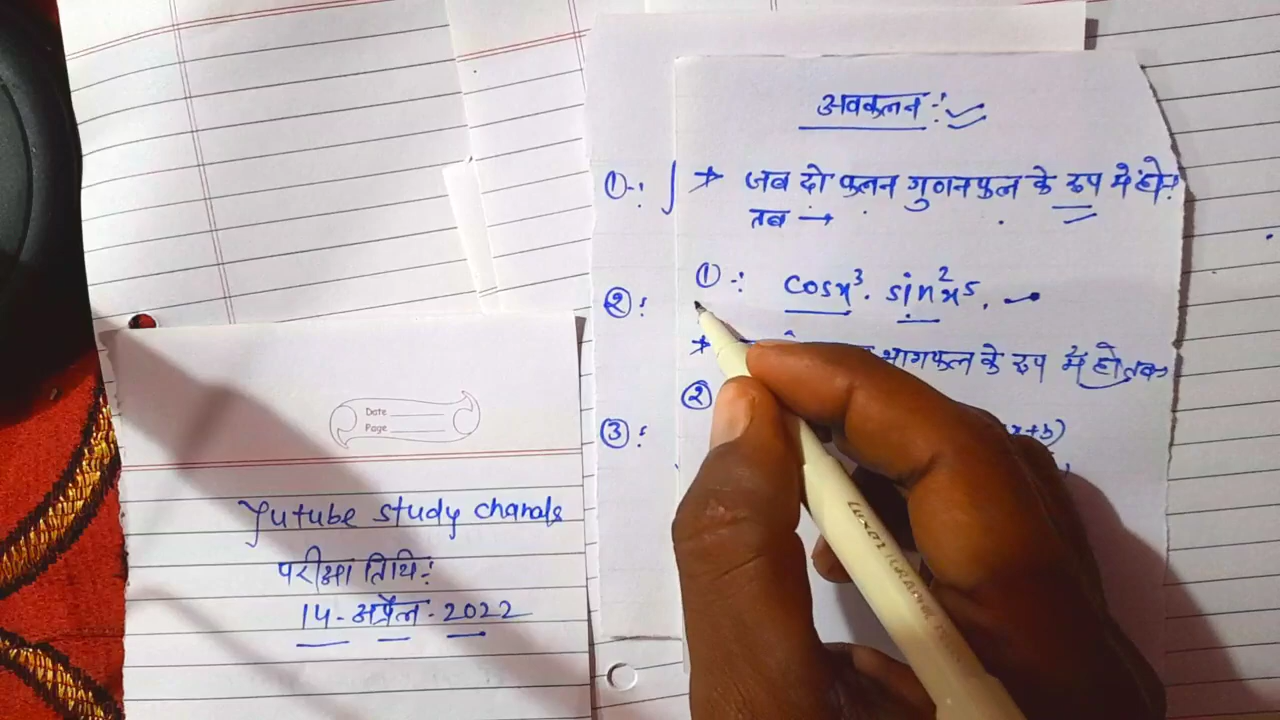 अवकलन :-
①-: → जब दो फलन गुणनफल के रूप में हो :-
तब →
①-: cosx³. sin²x⁵.
②:
भागफल के रूप में हो तब
②
③:
x+b)
Date
Page
Yutube study chanals
परीक्षा तिथि :-
14-अप्रैल-2022
LUXOR